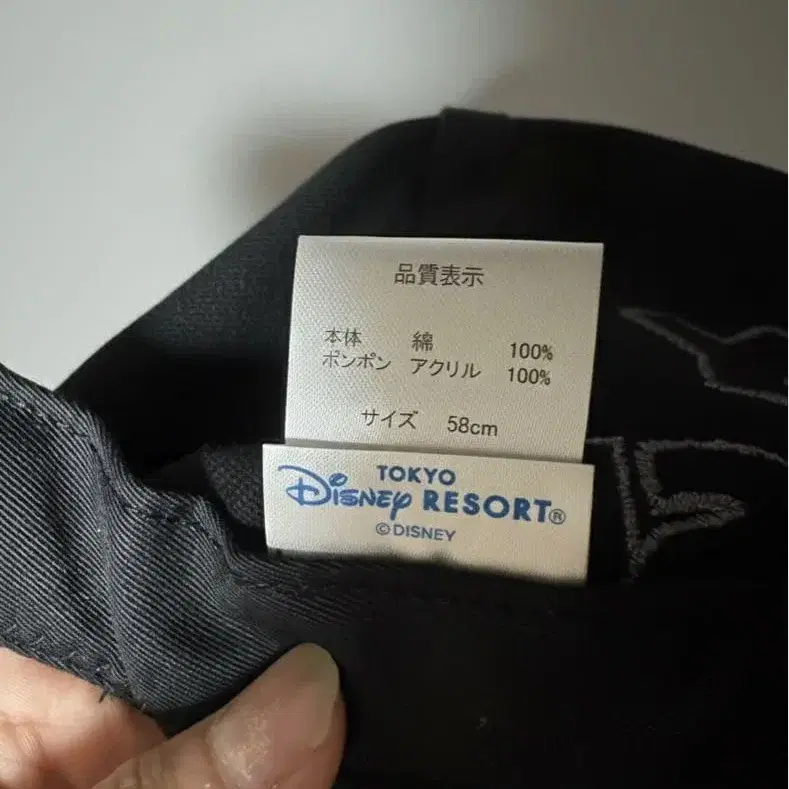 品質表示
本体 綿 100%
ポンポン アクリル 100%
サイズ 58cm
TOKYO
DISNEY RESORT®
©DISNEY